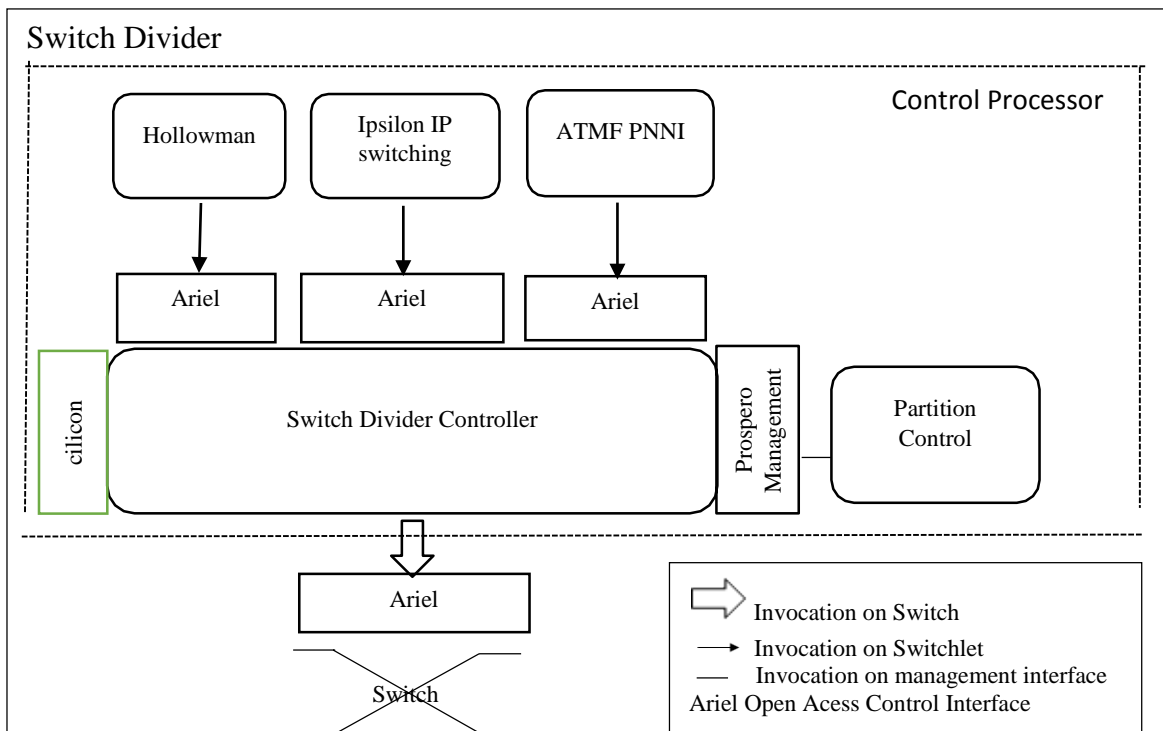 Switch Divider
Control Processor
Hollowman
Ipsilon IP
switching
ATMF PNNI
Ariel
Ariel
Ariel
cilicon
Switch Divider Controller
Prospero
Management
Partition
Control
Ariel
Switch
Invocation on Switch
Invocation on Switchlet
Invocation on management interface
Ariel Open Acess Control Interface